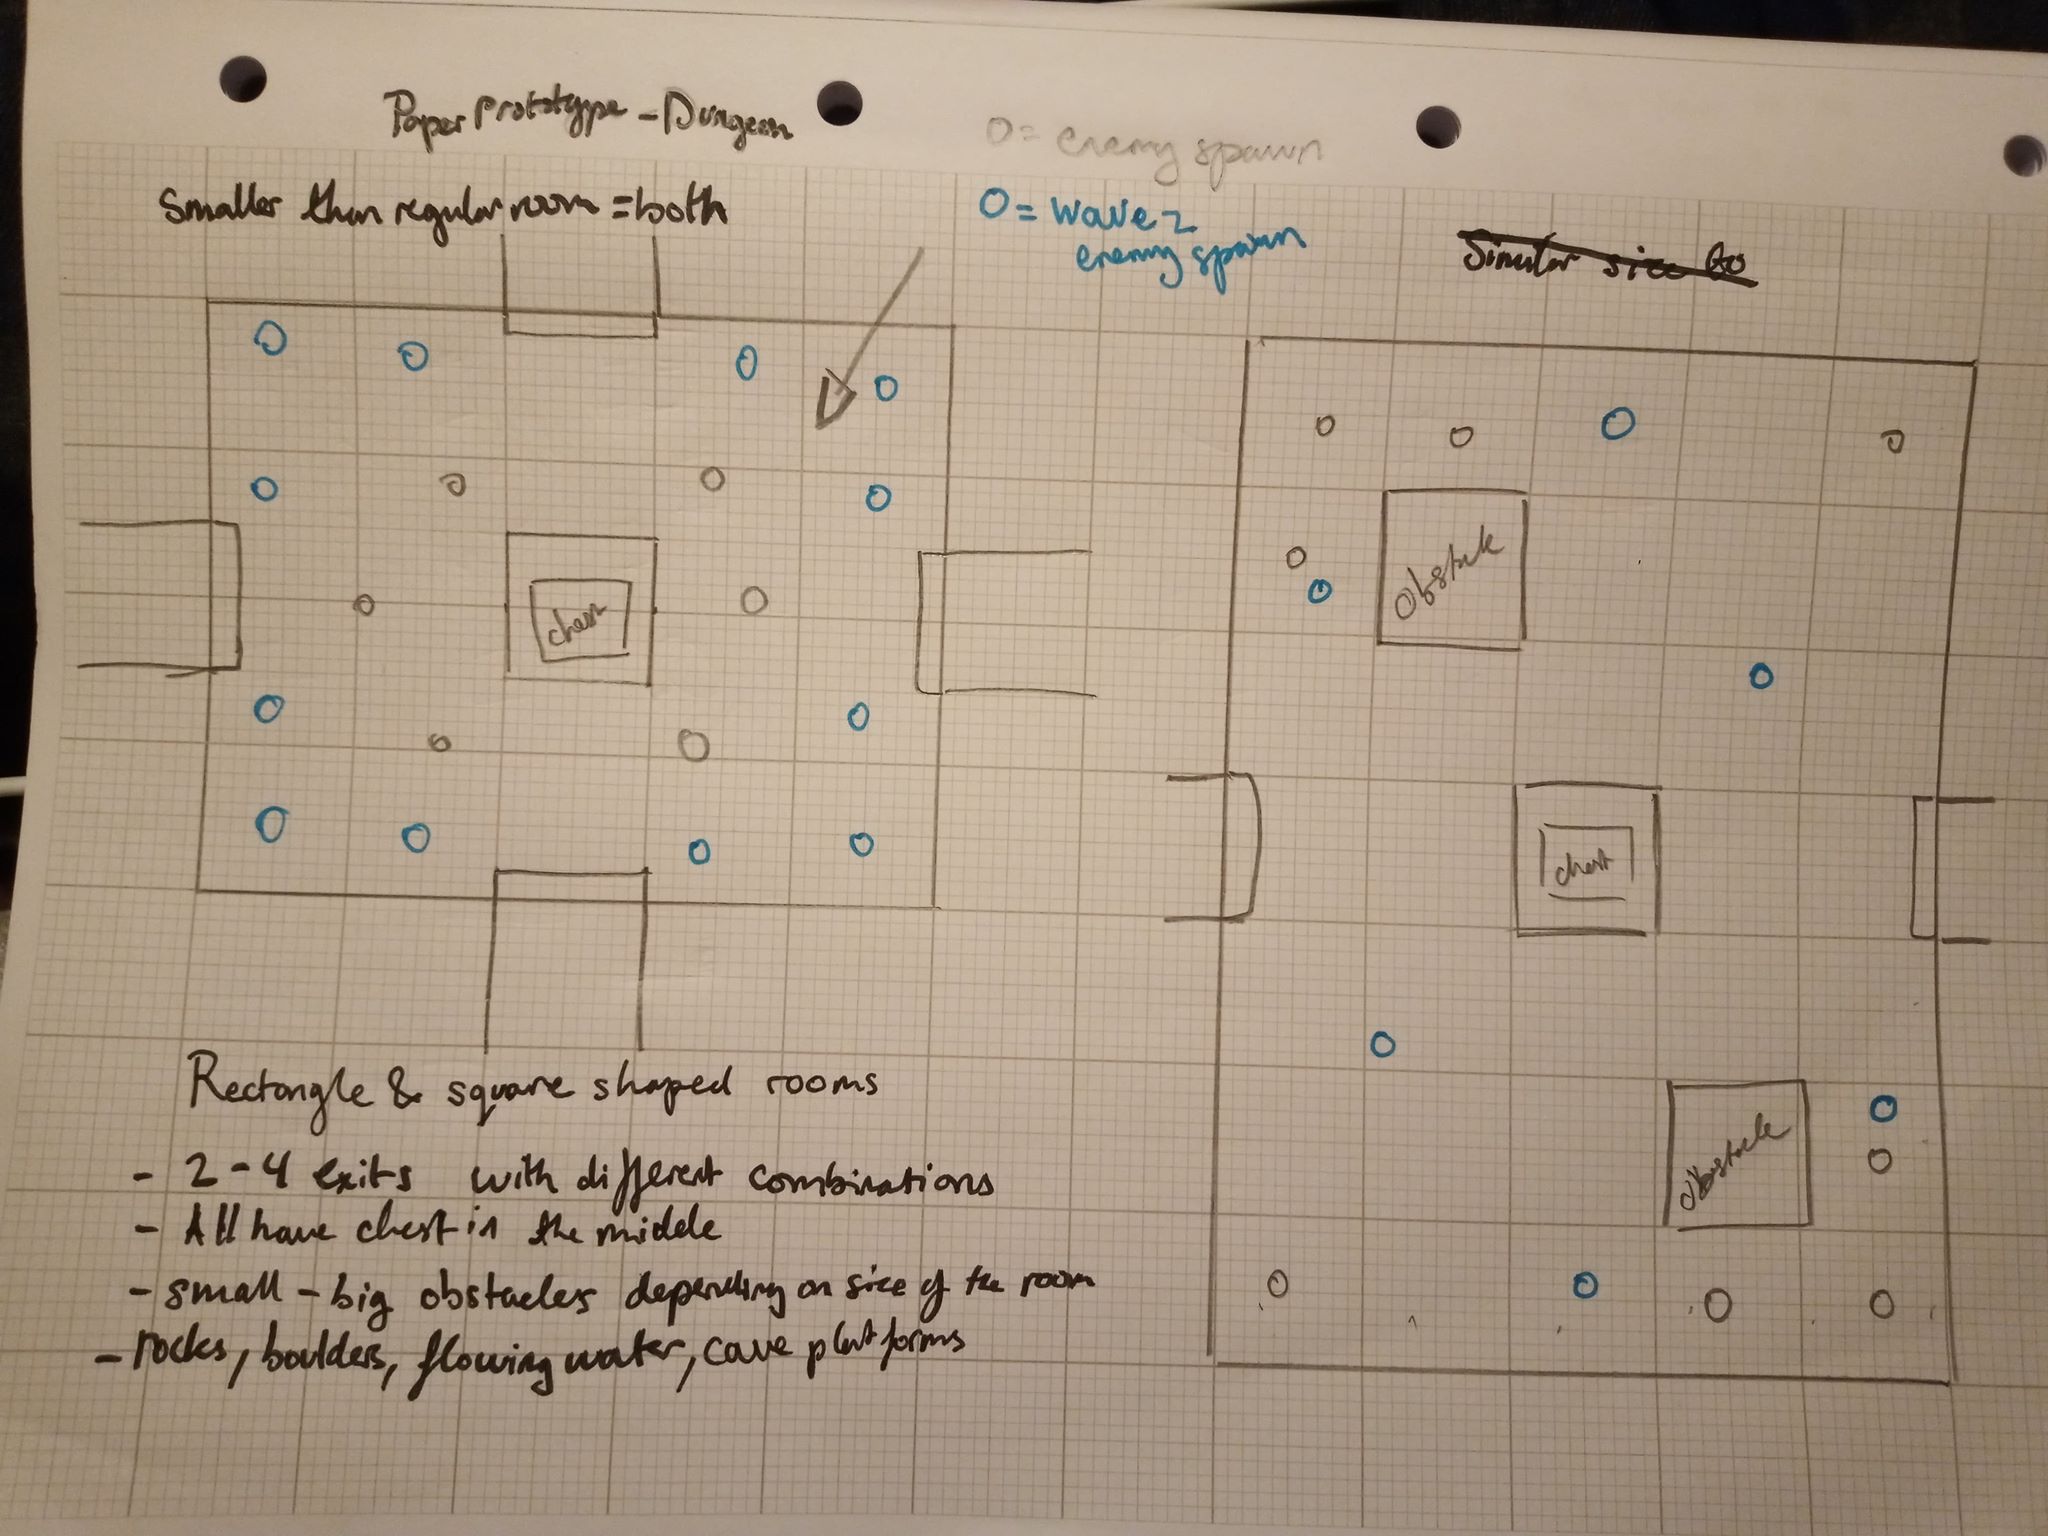 Paper Prototype - Dungeon
O = enemy spawn
Smaller than regular room = both
O = wave 2
enemy spawn
Similar size to
chest
Obstacle
chest
Obstacle
Rectangle & square shaped rooms
- 2-4 exits with different combinations
- All have chest in the middle
- small - big obstacles depending on size of the room
- rocks, boulders, flowing water, cave platforms